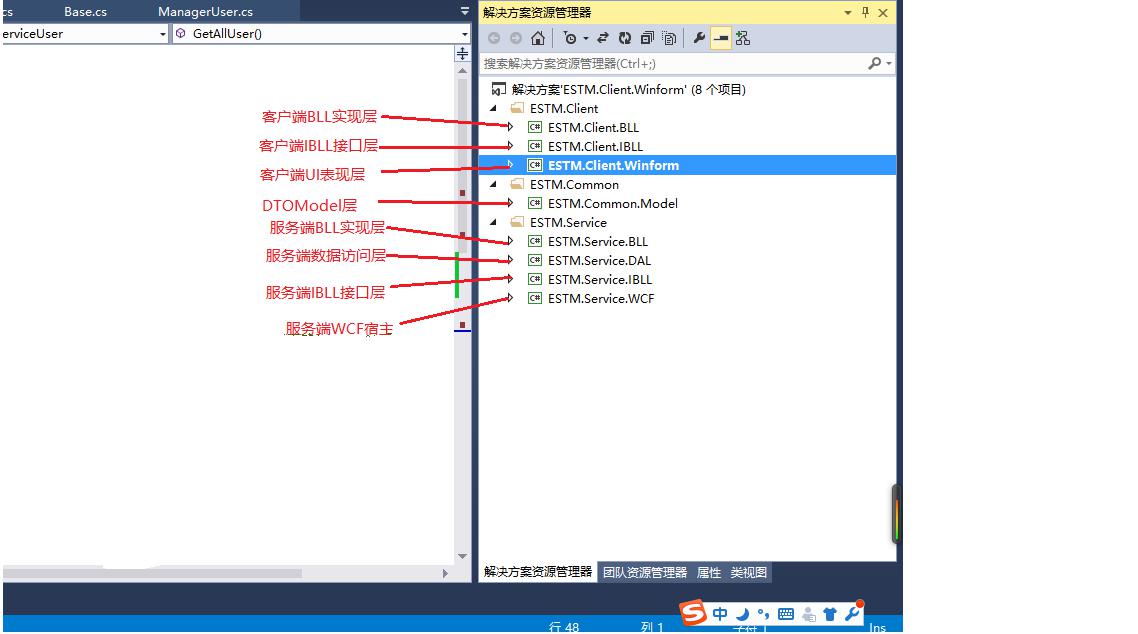 cs Base.cs ManagerUser.cs
erviceUser GetAllUser()
客户端BLL实现层
客户端IBLL接口层
客户端UI表现层
DTOModel层
服务端BLL实现层
服务端数据访问层
服务端IBLL接口层
服务端WCF宿主
解决方案资源管理器
搜索解决方案资源管理器(Ctrl+;)
解决方案'ESTM.Client.Winform' (8 个项目)
ESTM.Client
C# ESTM.Client.BLL
C# ESTM.Client.IBLL
C# ESTM.Client.Winform
ESTM.Common
C# ESTM.Common.Model
ESTM.Service
C# ESTM.Service.BLL
C# ESTM.Service.DAL
C# ESTM.Service.IBLL
C# ESTM.Service.WCF
解决方案资源管理器 团队资源管理器 属性 类视图
S 中
行 48 列 1 字符 1 Ins